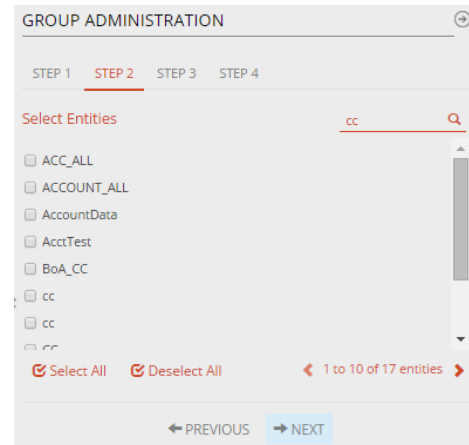 GROUP ADMINISTRATION
STEP 1 STEP 2 STEP 3 STEP 4
Select Entities cc
ACC_ALL
ACCOUNT_ALL
AccountData
AcctTest
BoA_CC
cc
cc
CC
Select All Deselect All 1 to 10 of 17 entities
PREVIOUS NEXT